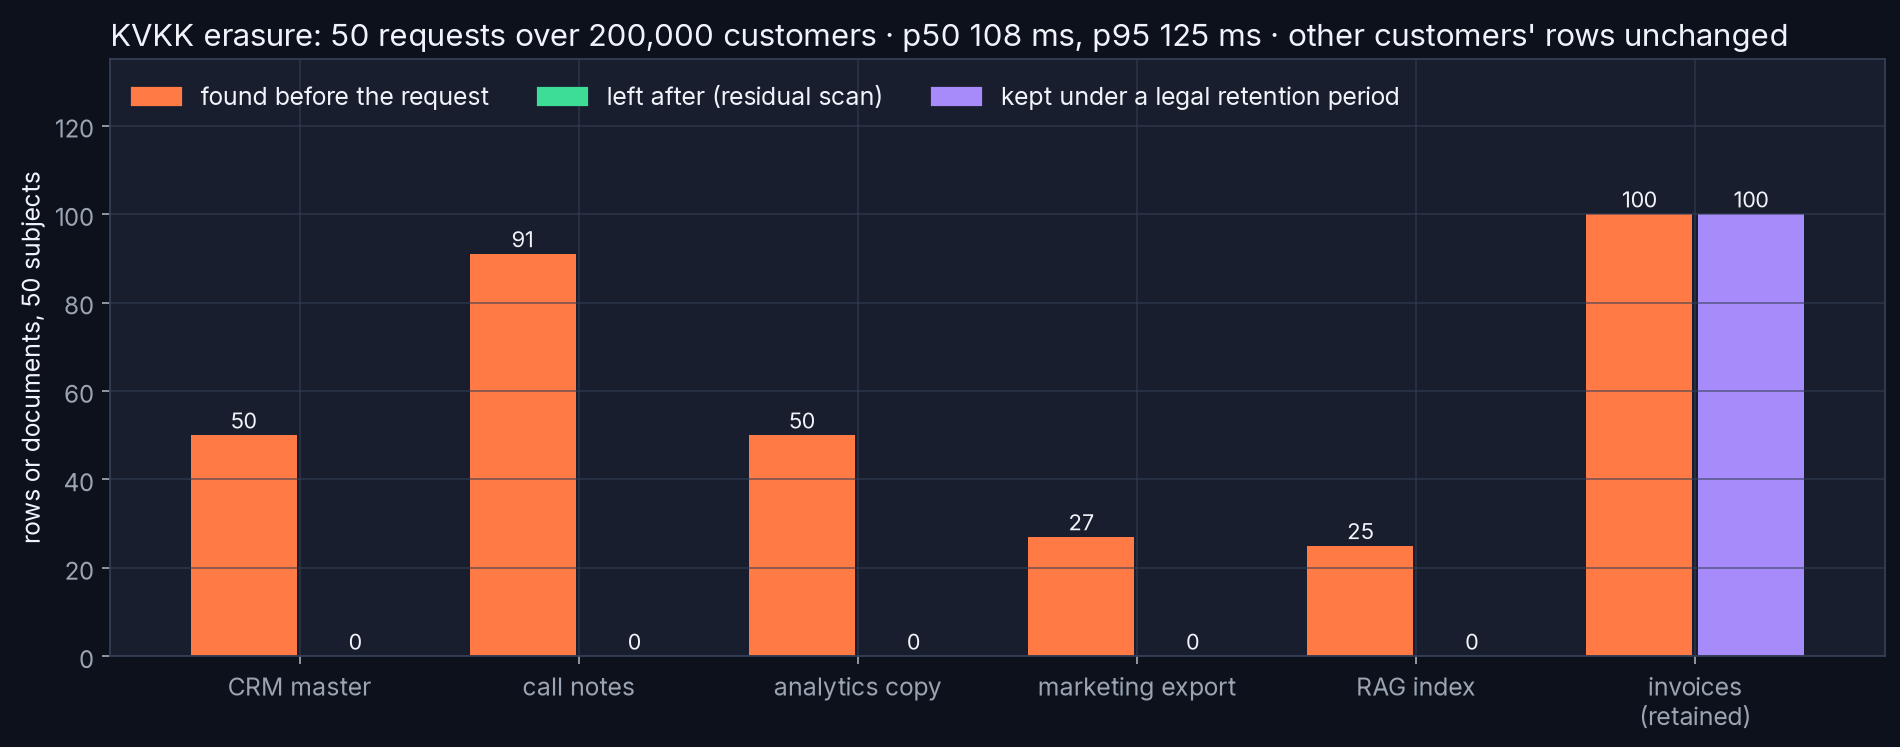 KVKK erasure: 50 requests over 200,000 customers · p50 108 ms, p95 125 ms · other customers' rows unchanged
found before the request
left after (residual scan)
kept under a legal retention period
rows or documents, 50 subjects
120
100
80
60
40
20
0
50
0
91
0
50
0
27
0
25
0
100
100
CRM master
call notes
analytics copy
marketing export
RAG index
invoices
(retained)